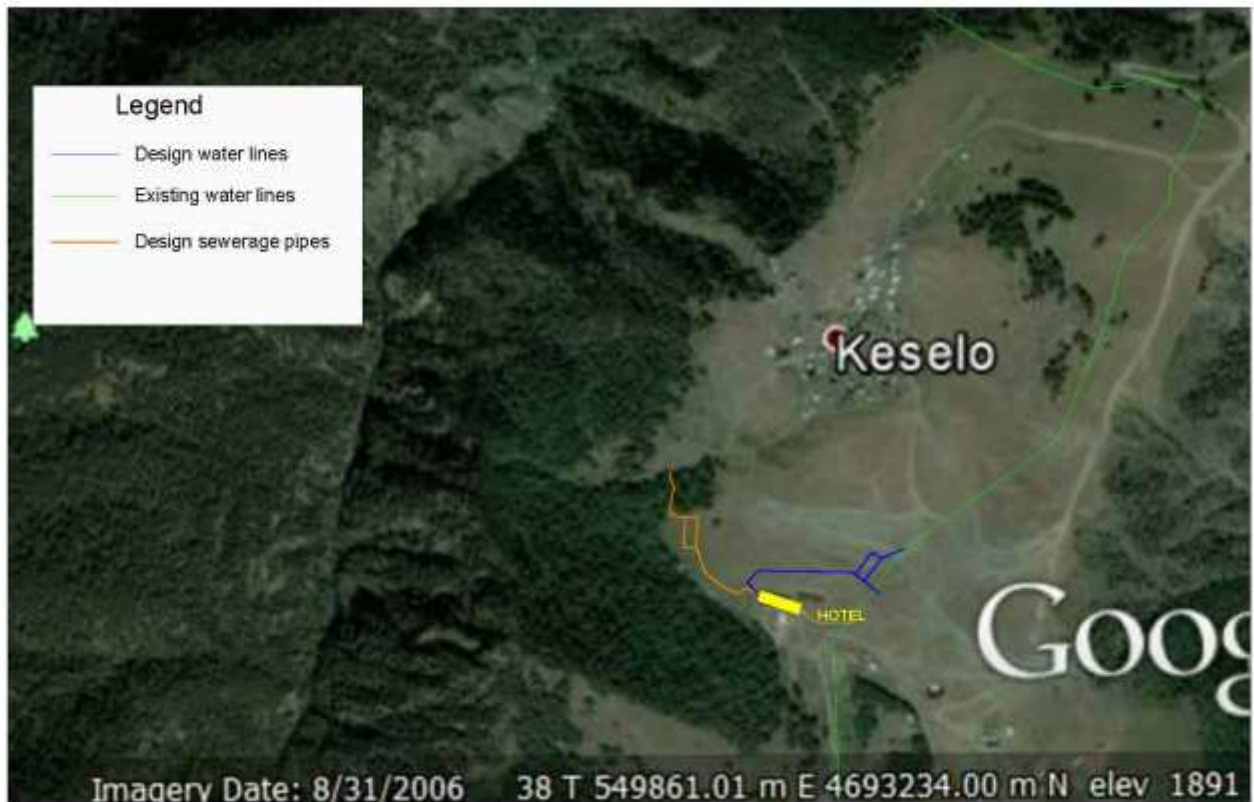 Legend
Design water lines
Existing water lines
Design sewerage pipes
Keselo
HOTEL
Goog
Imagery Date: 8/31/2006 38 T 549861.01 m E 4693234.00 m N elev 1891